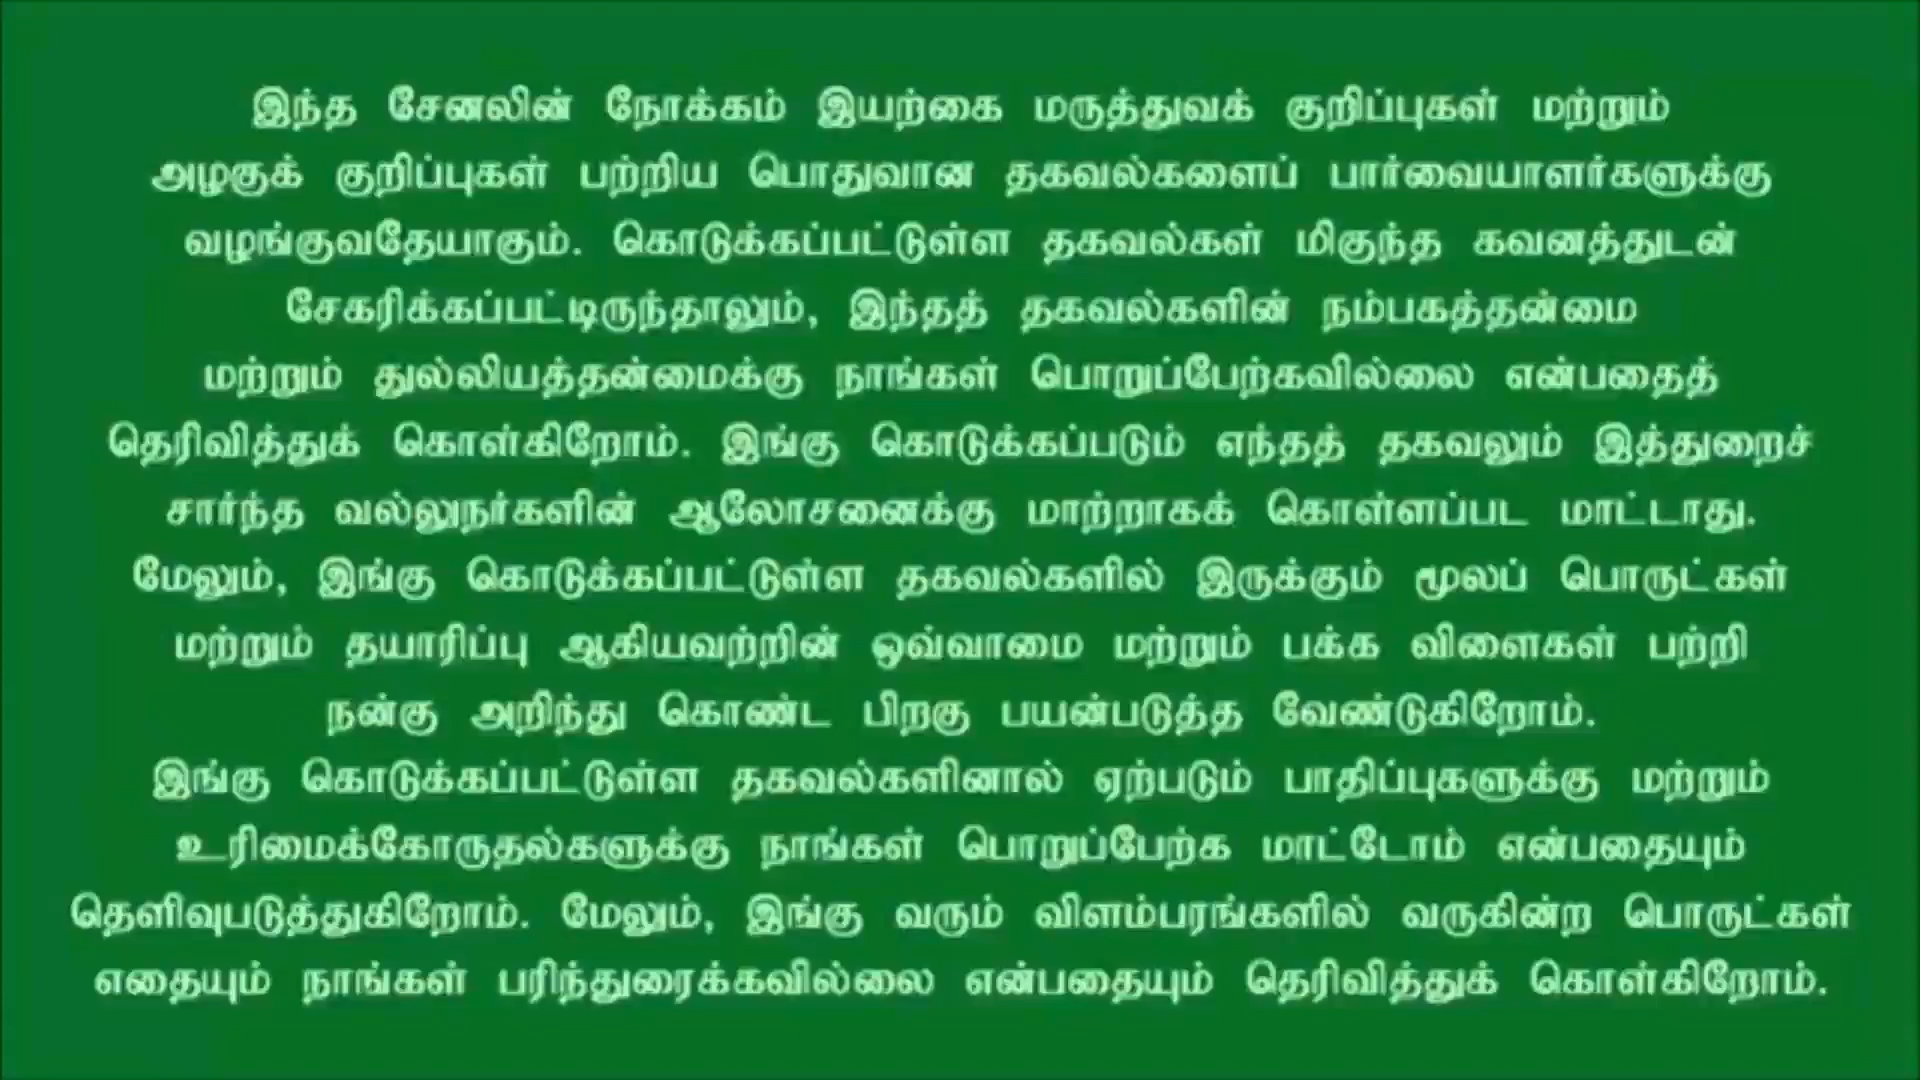 இந்த சேனலின் நோக்கம் இயற்கை மருத்துவக் குறிப்புகள் மற்றும்
அழகுக் குறிப்புகள் பற்றிய பொதுவான தகவல்களைப் பார்வையாளர்களுக்கு
வழங்குவதேயாகும். கொடுக்கப்பட்டுள்ள தகவல்கள் மிகுந்த கவனத்துடன்
சேகரிக்கப்பட்டிருந்தாலும், இந்தத் தகவல்களின் நம்பகத்தன்மை
மற்றும் துல்லியத்தன்மைக்கு நாங்கள் பொறுப்பேற்கவில்லை என்பதைத்
தெரிவித்துக் கொள்கிறோம். இங்கு கொடுக்கப்படும் எந்தத் தகவலும் இத்துறைச்
சார்ந்த வல்லுநர்களின் ஆலோசனைக்கு மாற்றாகக் கொள்ளப்பட மாட்டாது.
மேலும், இங்கு கொடுக்கப்பட்டுள்ள தகவல்களில் இருக்கும் மூலப் பொருட்கள்
மற்றும் தயாரிப்பு ஆகியவற்றின் ஒவ்வாமை மற்றும் பக்க விளைகள் பற்றி
நன்கு அறிந்து கொண்ட பிறகு பயன்படுத்த வேண்டுகிறோம்.
இங்கு கொடுக்கப்பட்டுள்ள தகவல்களினால் ஏற்படும் பாதிப்புகளுக்கு மற்றும்
உரிமைக்கோருதல்களுக்கு நாங்கள் பொறுப்பேற்க மாட்டோம் என்பதையும்
தெளிவுபடுத்துகிறோம். மேலும், இங்கு வரும் விளம்பரங்களில் வருகின்ற பொருட்கள்
எதையும் நாங்கள் பரிந்துரைக்கவில்லை என்பதையும் தெரிவித்துக் கொள்கிறோம்.